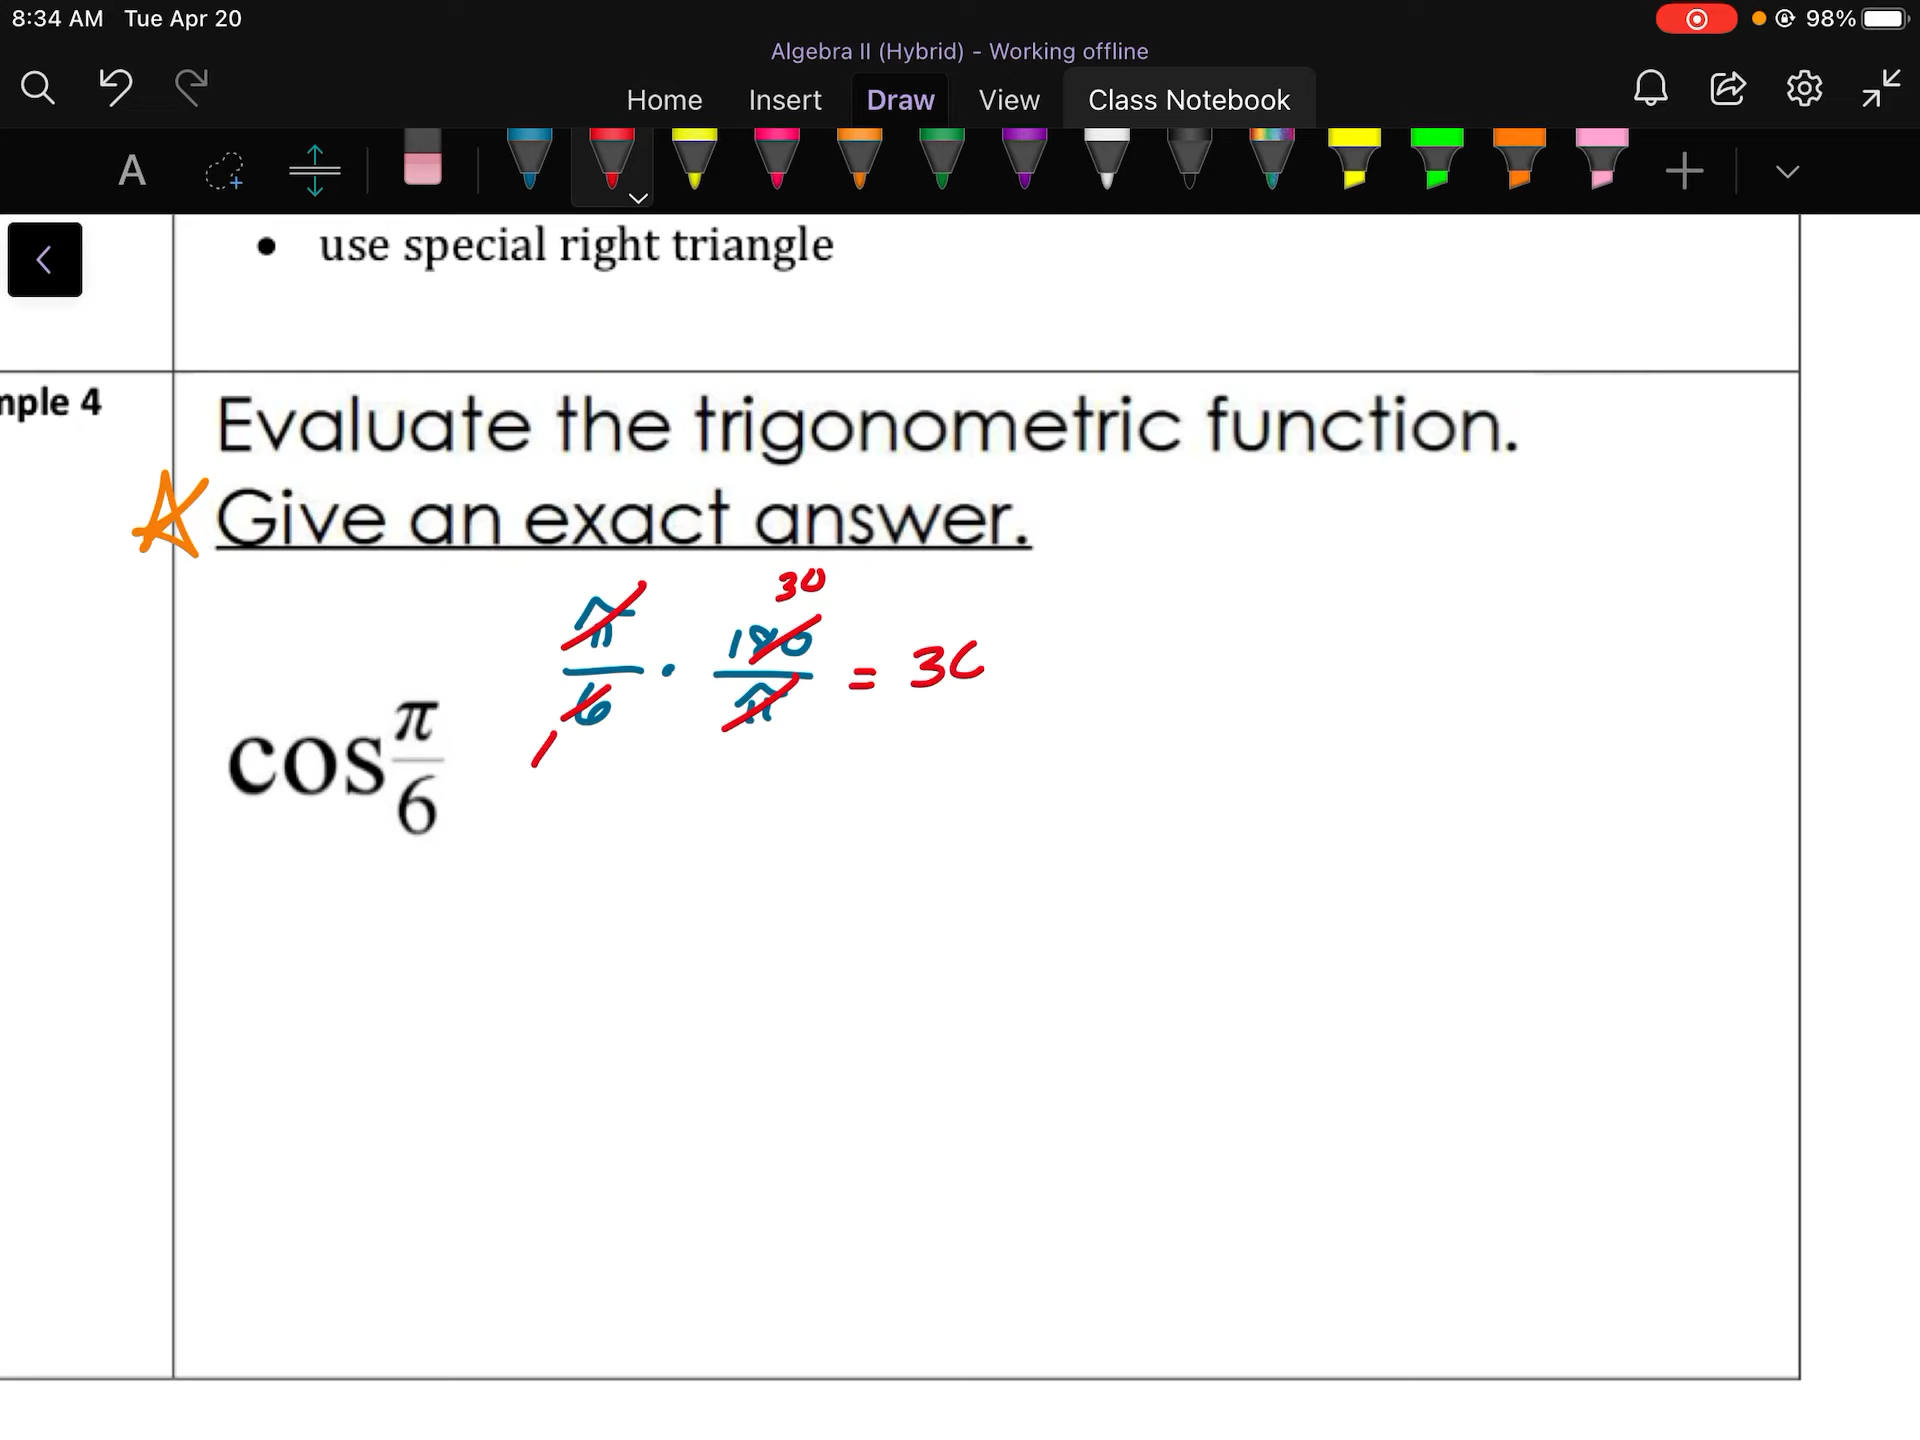 8:34 AM Tue Apr 20
98%
Algebra II (Hybrid) - Working offline
Home Insert Draw View Class Notebook
A
• use special right triangle
mple 4
Evaluate the trigonometric function.
Give an exact answer.
30
π/6 · 180/π = 30
1
cos π/6